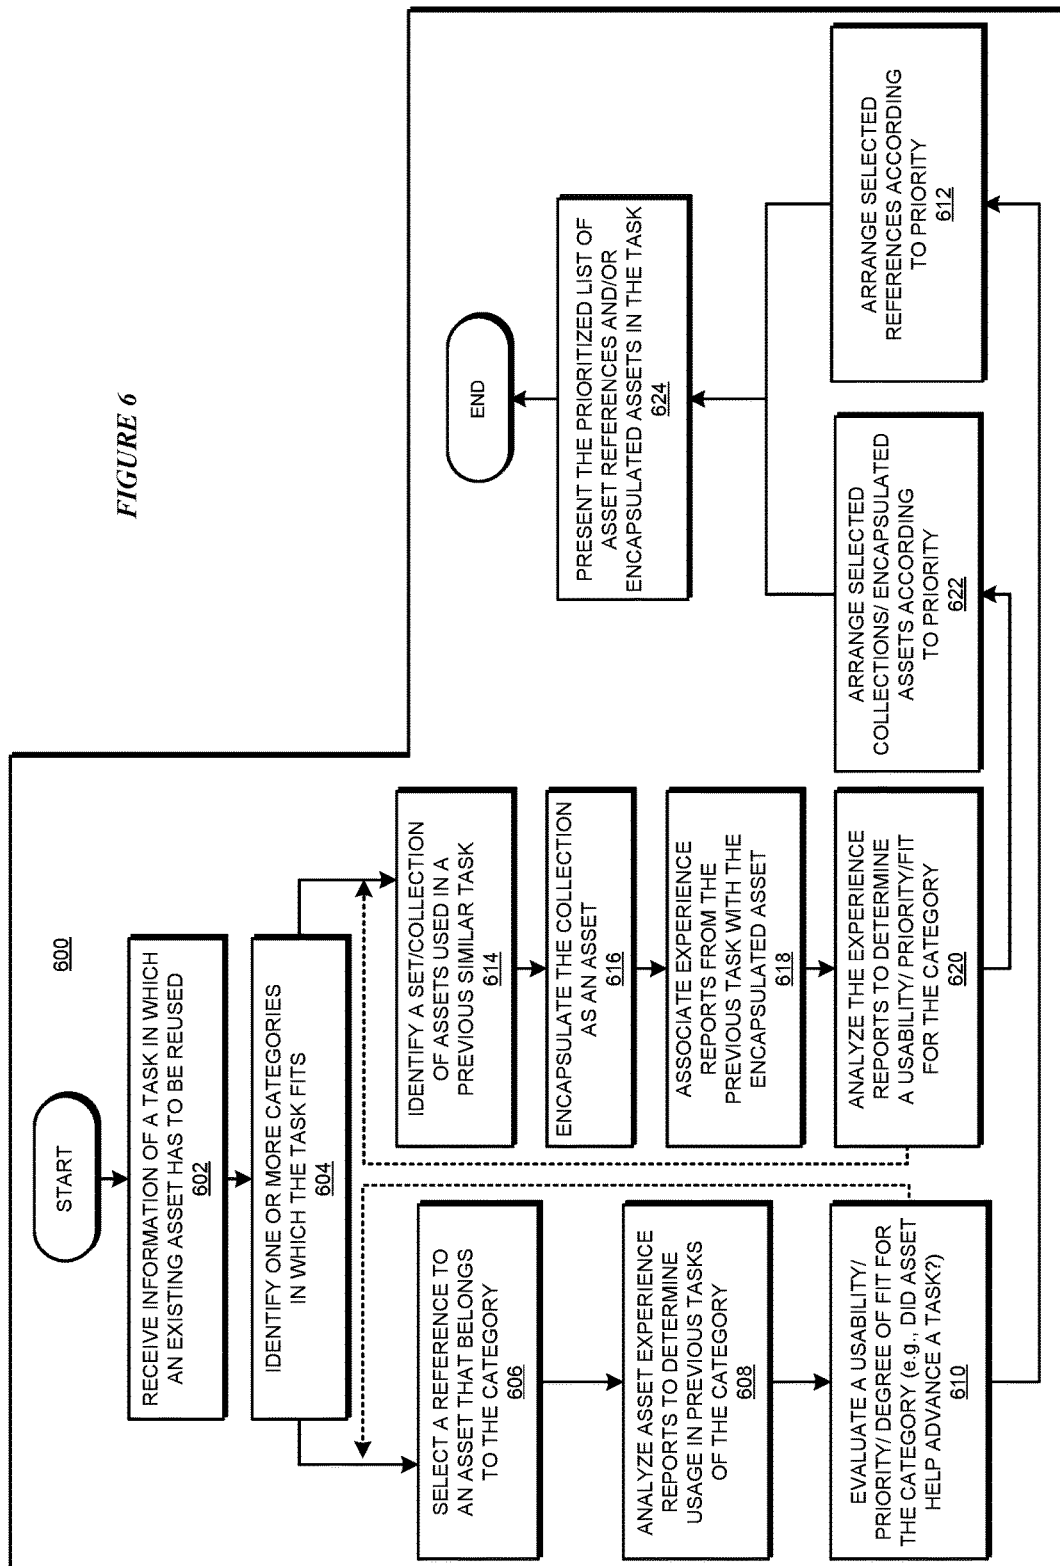 FIGURE 6
600
START
RECEIVE INFORMATION OF A TASK IN WHICH
AN EXISTING ASSET HAS TO BE REUSED
602
IDENTIFY ONE OR MORE CATEGORIES
IN WHICH THE TASK FITS
604
SELECT A REFERENCE TO
AN ASSET THAT BELONGS
TO THE CATEGORY
606
ANALYZE ASSET EXPERIENCE
REPORTS TO DETERMINE
USAGE IN PREVIOUS TASKS
OF THE CATEGORY
608
EVALUATE A USABILITY/
PRIORITY/ DEGREE OF FIT FOR
THE CATEGORY (e.g., DID ASSET
HELP ADVANCE A TASK?)
610
IDENTIFY A SET/COLLECTION
OF ASSETS USED IN A
PREVIOUS SIMILAR TASK
614
ENCAPSULATE THE COLLECTION
AS AN ASSET
616
ASSOCIATE EXPERIENCE
REPORTS FROM THE
PREVIOUS TASK WITH THE
ENCAPSULATED ASSET
618
ANALYZE THE EXPERIENCE
REPORTS TO DETERMINE
A USABILITY/ PRIORITY/FIT
FOR THE CATEGORY
620
ARRANGE SELECTED
COLLECTIONS/ ENCAPSULATED
ASSETS ACCORDING
TO PRIORITY
622
ARRANGE SELECTED
REFERENCES ACCORDING
TO PRIORITY
612
PRESENT THE PRIORITIZED LIST OF
ASSET REFERENCES AND/OR
ENCAPSULATED ASSETS IN THE TASK
624
END